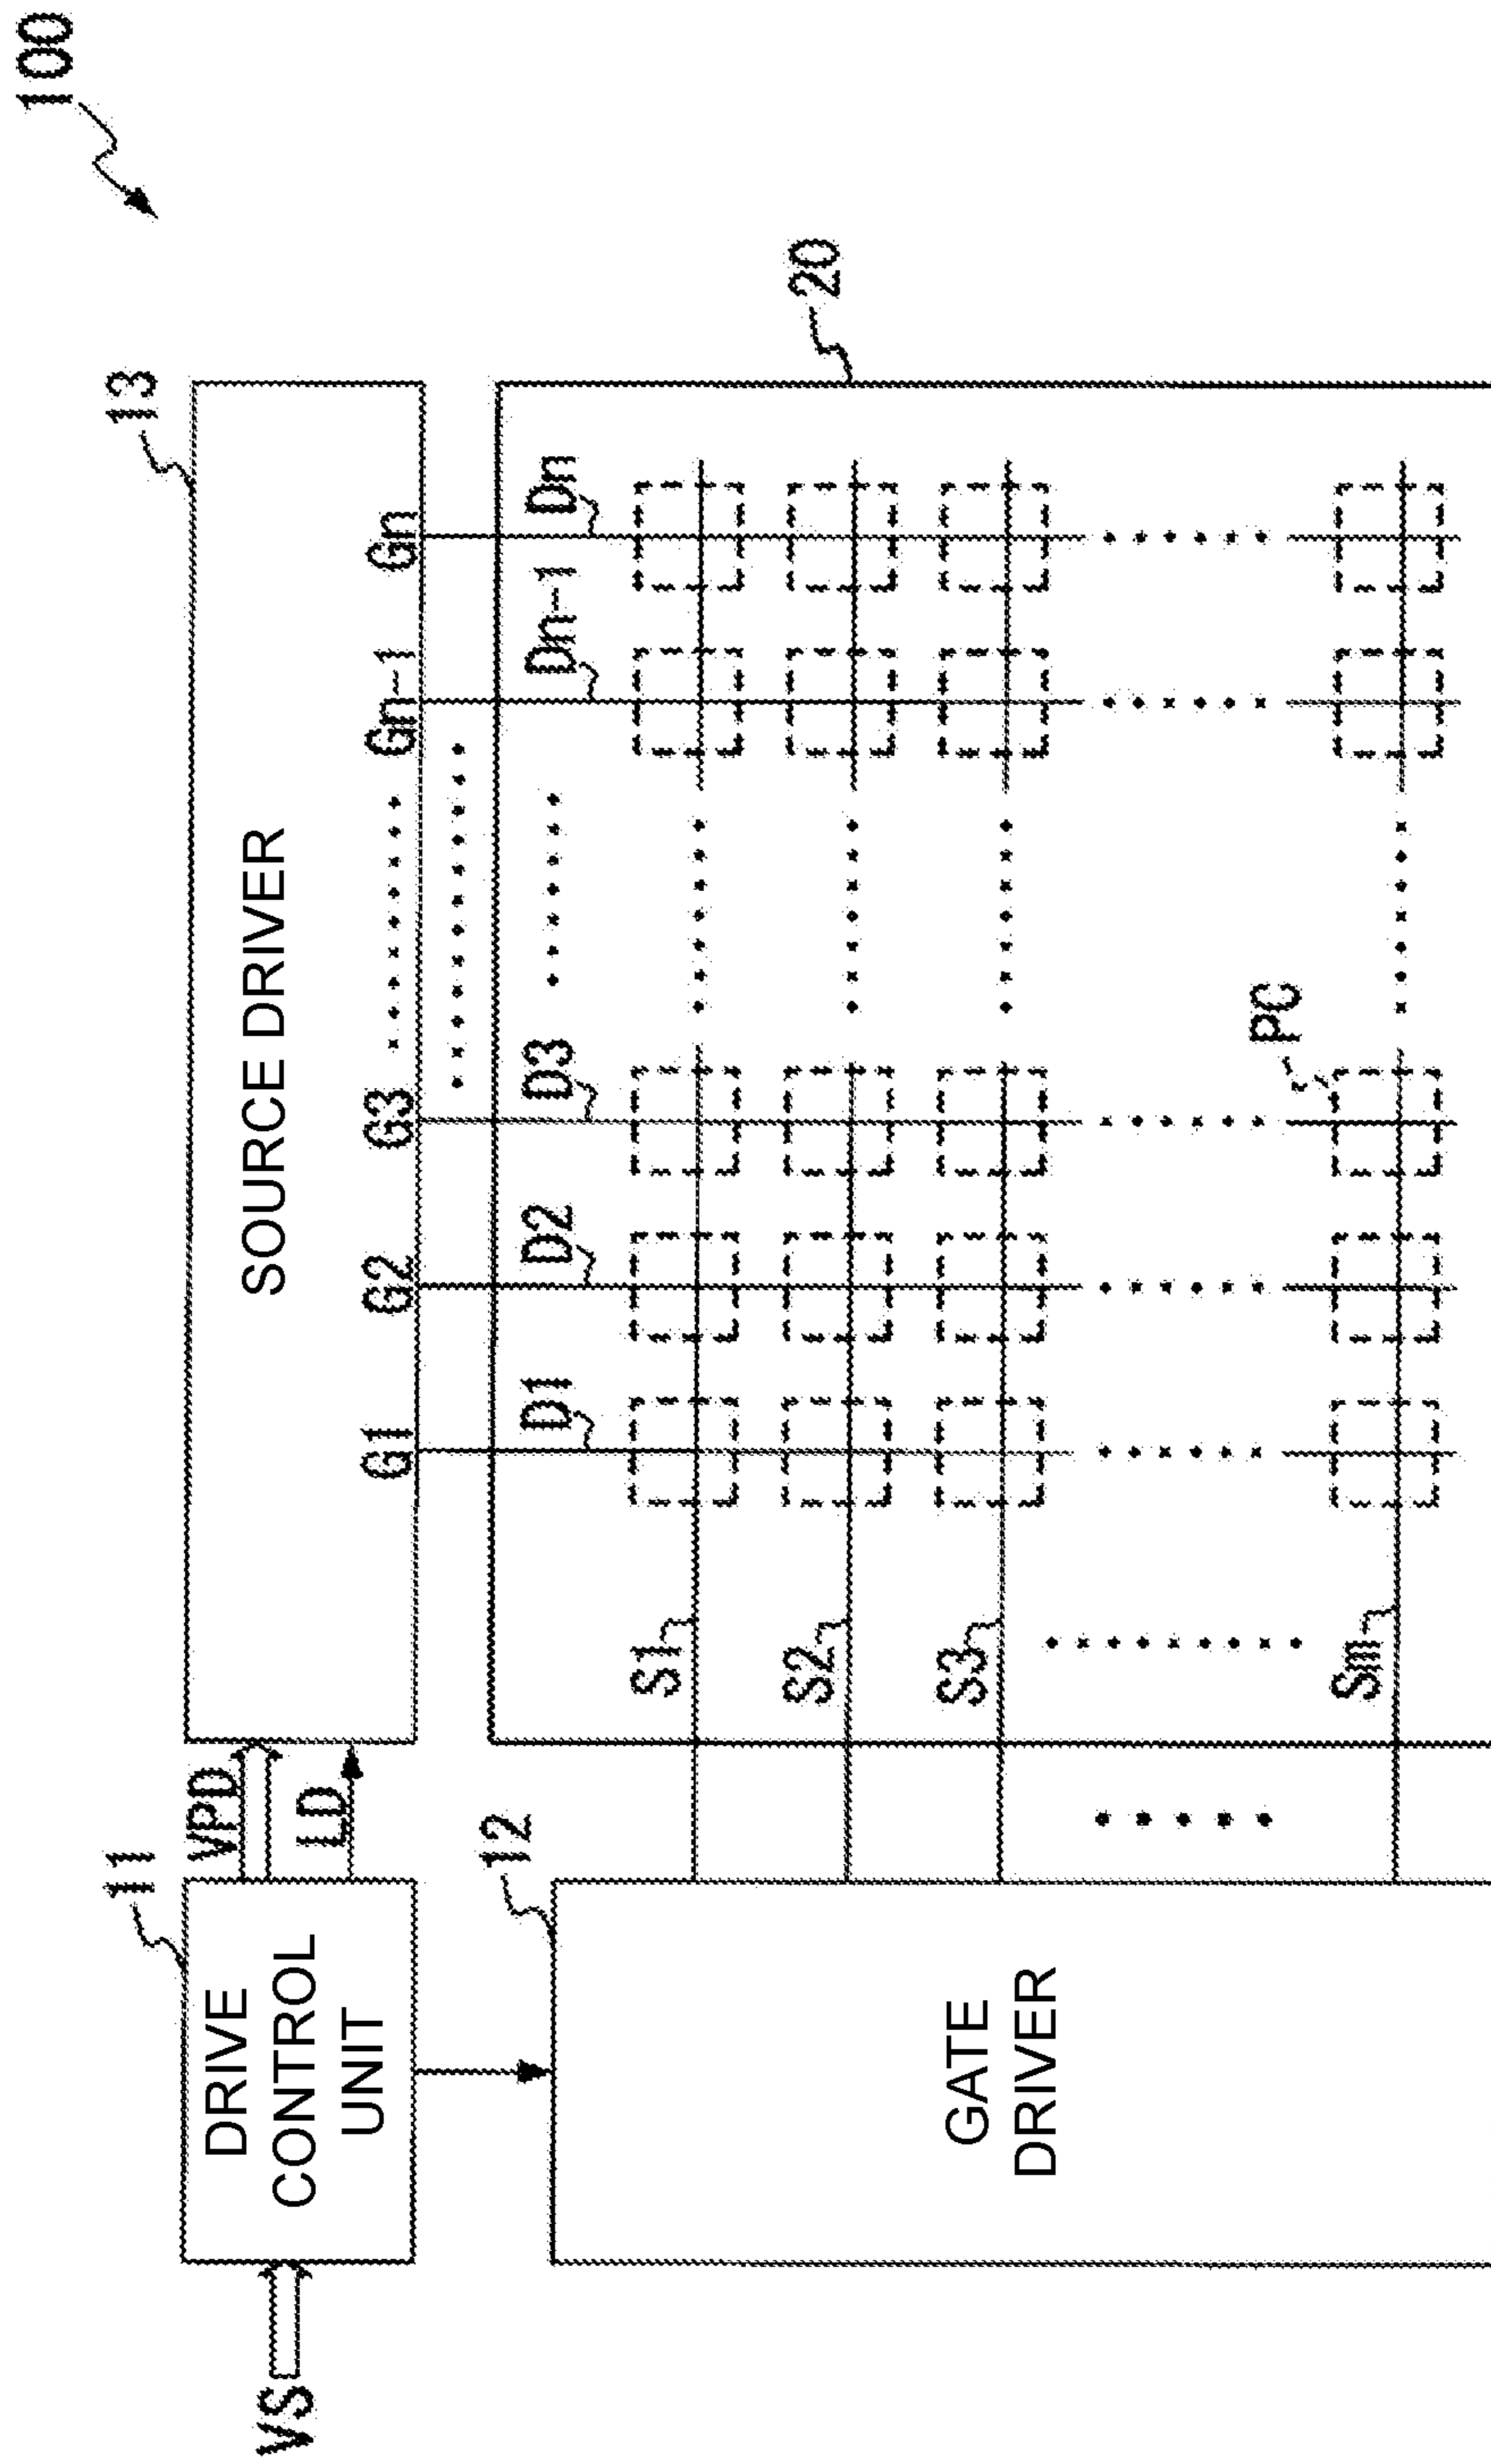 100
11
VPD
13
VS
DRIVE
CONTROL
UNIT
LD
SOURCE DRIVER
G1
G2
G3
Gn-1
Gn
12
20
D1
D2
D3
Dn-1
Dn
S1
S2
S3
Sm
PC
GATE
DRIVER